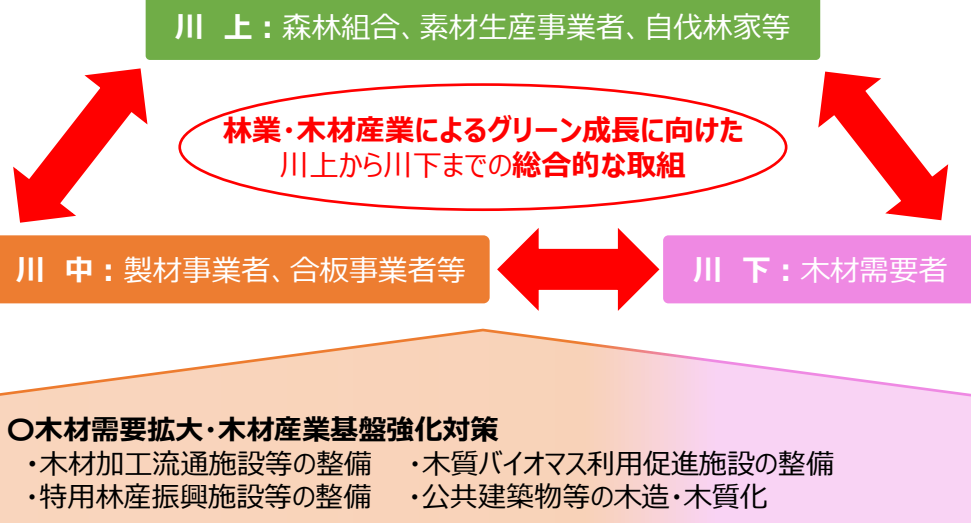 川 上：森林組合、素材生産事業者、自伐林家等
林業・木材産業によるグリーン成長に向けた
川上から川下までの総合的な取組
川 中：製材事業者、合板事業者等
川 下：木材需要者
〇木材需要拡大・木材産業基盤強化対策
・木材加工流通施設等の整備 ・木質バイオマス利用促進施設の整備
・特用林産振興施設等の整備 ・公共建築物等の木造・木質化